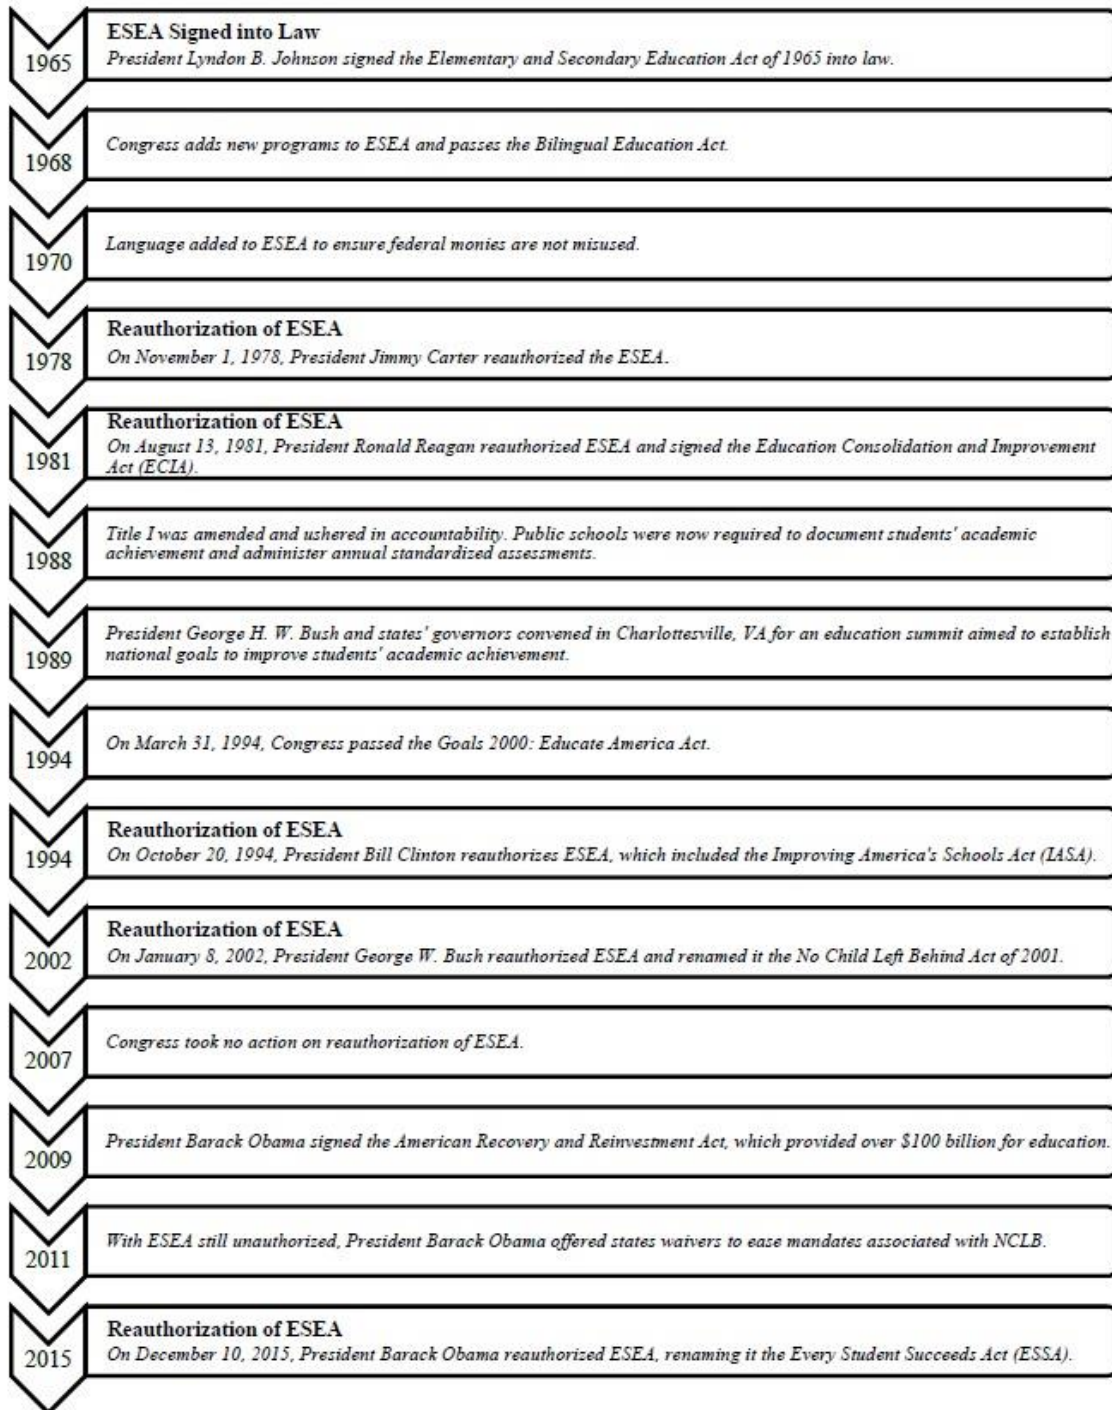 1965
ESEA Signed into Law
President Lyndon B. Johnson signed the Elementary and Secondary Education Act of 1965 into law.
1968
Congress adds new programs to ESEA and passes the Bilingual Education Act.
1970
Language added to ESEA to ensure federal monies are not misused.
1978
Reauthorization of ESEA
On November 1, 1978, President Jimmy Carter reauthorized the ESEA.
1981
Reauthorization of ESEA
On August 13, 1981, President Ronald Reagan reauthorized ESEA and signed the Education Consolidation and Improvement
Act (ECIA).
1988
Title I was amended and ushered in accountability. Public schools were now required to document students' academic
achievement and administer annual standardized assessments.
1989
President George H. W. Bush and states' governors convened in Charlottesville, VA for an education summit aimed to establish
national goals to improve students' academic achievement.
1994
On March 31, 1994, Congress passed the Goals 2000: Educate America Act.
1994
Reauthorization of ESEA
On October 20, 1994, President Bill Clinton reauthorizes ESEA, which included the Improving America's Schools Act (IASA).
2002
Reauthorization of ESEA
On January 8, 2002, President George W. Bush reauthorized ESEA and renamed it the No Child Left Behind Act of 2001.
2007
Congress took no action on reauthorization of ESEA.
2009
President Barack Obama signed the American Recovery and Reinvestment Act, which provided over $100 billion for education.
2011
With ESEA still unauthorized, President Barack Obama offered states waivers to ease mandates associated with NCLB.
2015
Reauthorization of ESEA
On December 10, 2015, President Barack Obama reauthorized ESEA, renaming it the Every Student Succeeds Act (ESSA).